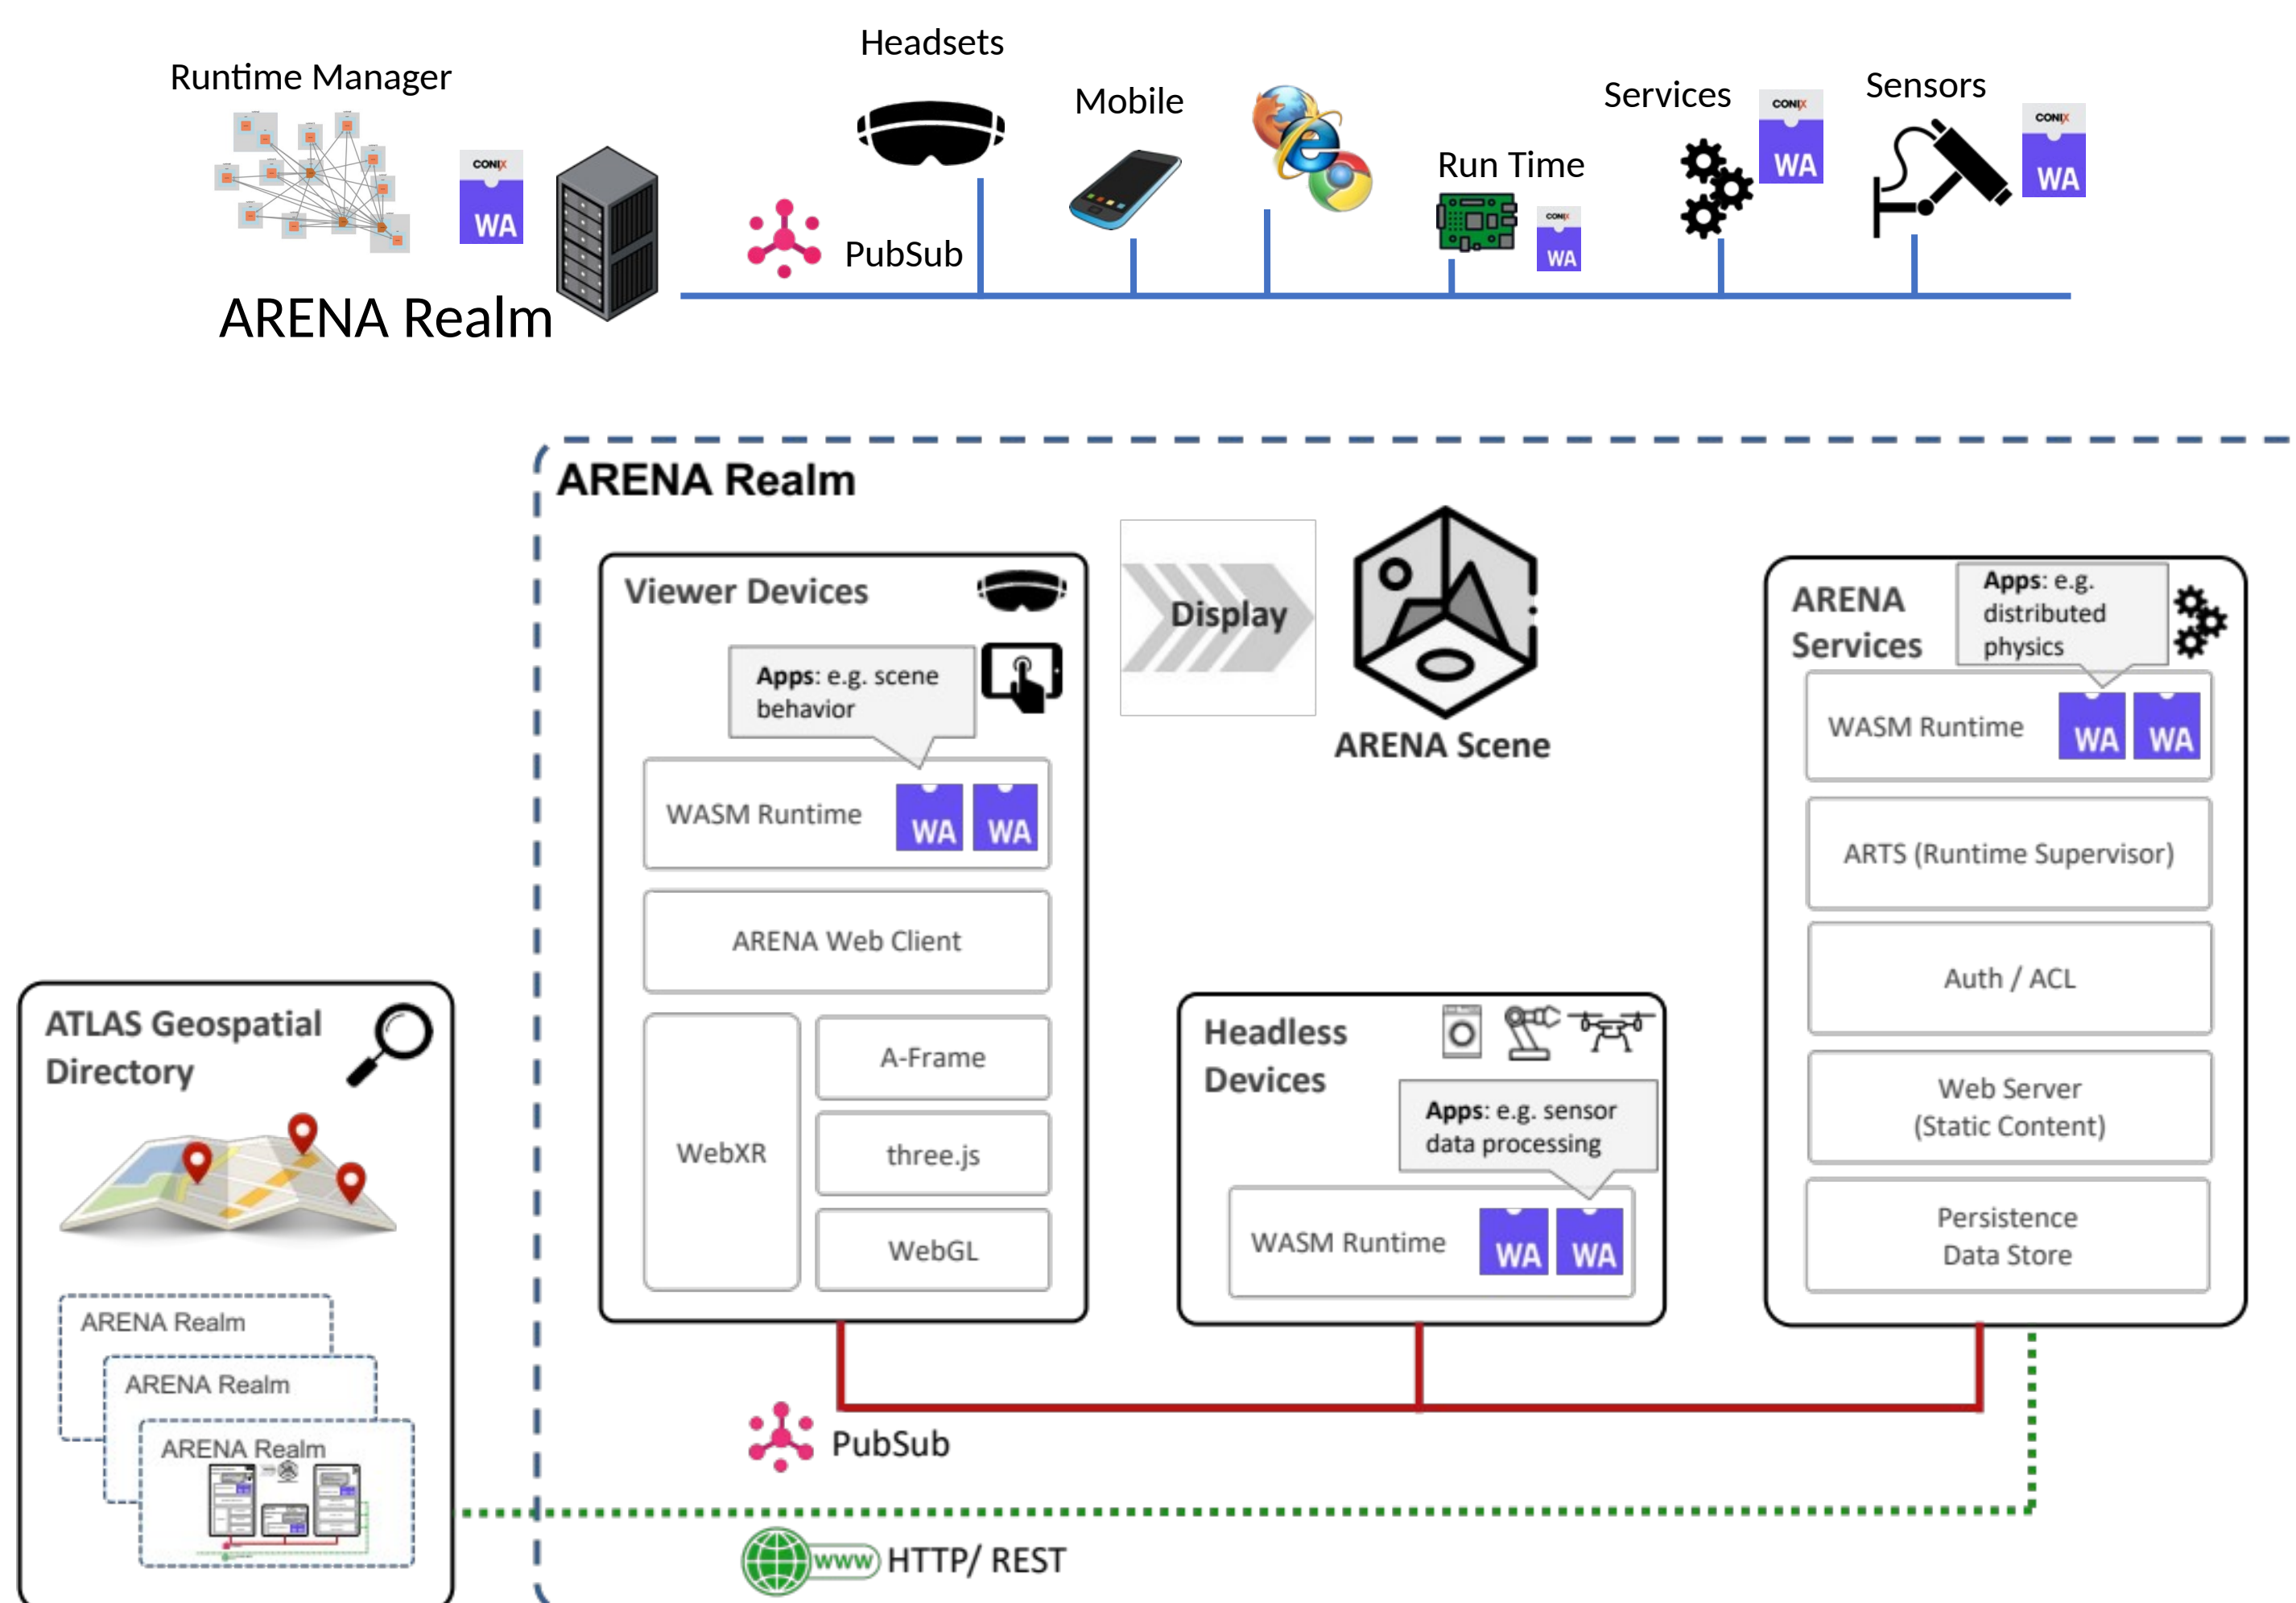 Headsets
Runtime Manager
Mobile
Services
Sensors
CONIX
WA
CONIX
WA
CONIX
WA
Run Time
CONIX
WA
PubSub
ARENA Realm
ARENA Realm
Viewer Devices
Apps: e.g. scene
behavior
WASM Runtime
WA
WA
ARENA Web Client
WebXR
A-Frame
three.js
WebGL
Display
ARENA Scene
ARENA
Services
Apps: e.g.
distributed
physics
WASM Runtime
WA
WA
ARTS (Runtime Supervisor)
Auth / ACL
Web Server
(Static Content)
Persistence
Data Store
Headless
Devices
Apps: e.g. sensor
data processing
WASM Runtime
WA
WA
ATLAS Geospatial
Directory
ARENA Realm
ARENA Realm
ARENA Realm
PubSub
www
HTTP/ REST